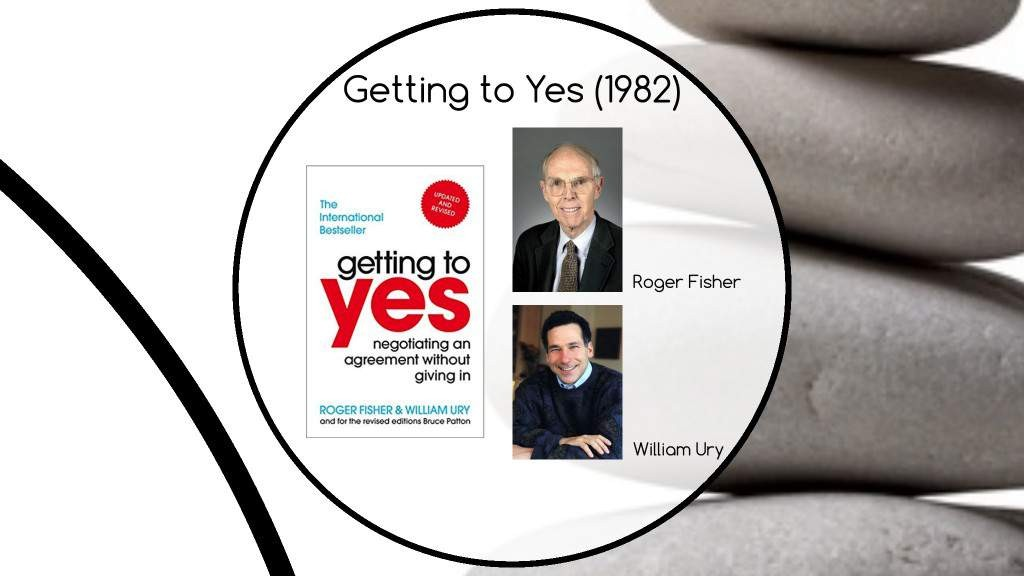 Getting to Yes (1982)
The
International
Bestseller
UPDATED
AND
REVISED
getting to
yes
negotiating an
agreement without
giving in
ROGER FISHER & WILLIAM URY
and for the revised editions Bruce Patton
Roger Fisher
William Ury